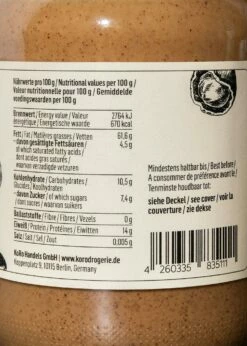 Nährwerte pro 100 g / Nutritional values per 100 g /
Valeur nutritionnelle pour 100 g / Gemiddelde
voedingswaarden per 100 g
Brennwert / Energy value / Valeur 2764 kJ
énergétique / Energetische waarde 670 kcal
Fett / Fat / Matières grasses / Vetten 61,6 g
- davon gesättigte Fettsäuren / 4,5 g
of which saturated fatty acids /
dont acides gras saturés /
waarvan verzadigde vetzuren
Kohlenhydrate / Carbohydrates / 10,5 g
Glucides / Koolhydraten
- davon Zucker / of which sugars / 7,4 g
dont sucres / waarvan suikers
Ballaststoffe / Fibre / Fibres / Vezels 0 g
Eiweiß / Protein / Protéines / Eiwitten 14 g
Salz / Salt / Sel / Zout 0,005 g
KoRo Handels GmbH / www.korodrogerie.de
Koppenplatz 9, 10115 Berlin, Germany
Mindestens haltbar bis / Best before /
A consommer de préférence avant le /
Tenminste houdbaar tot:
siehe Deckel / see cover / voir la
couverture / zie dekse
4 260335 835111